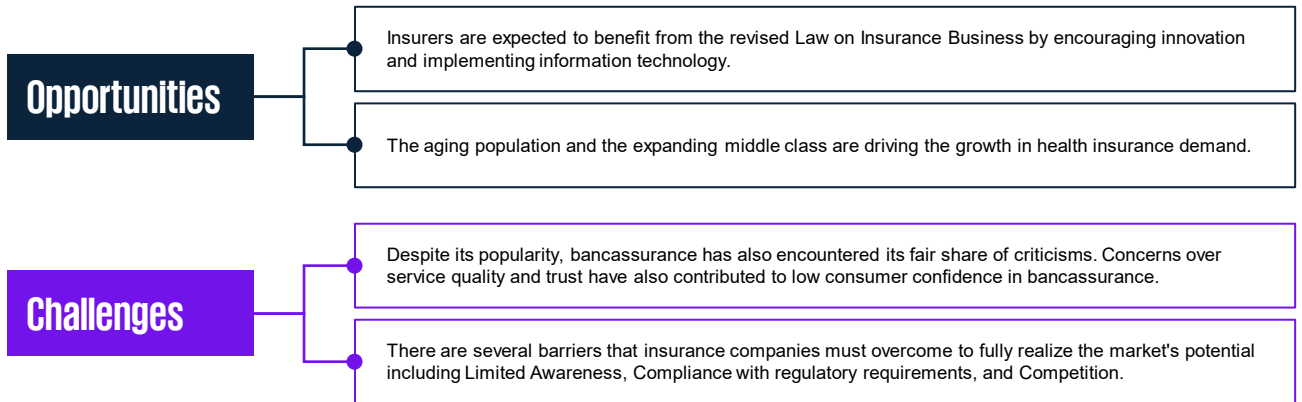 Opportunities
Insurers are expected to benefit from the revised Law on Insurance Business by encouraging innovation
and implementing information technology.
The aging population and the expanding middle class are driving the growth in health insurance demand.
Challenges
Despite its popularity, bancassurance has also encountered its fair share of criticisms. Concerns over
service quality and trust have also contributed to low consumer confidence in bancassurance.
There are several barriers that insurance companies must overcome to fully realize the market's potential
including Limited Awareness, Compliance with regulatory requirements, and Competition.